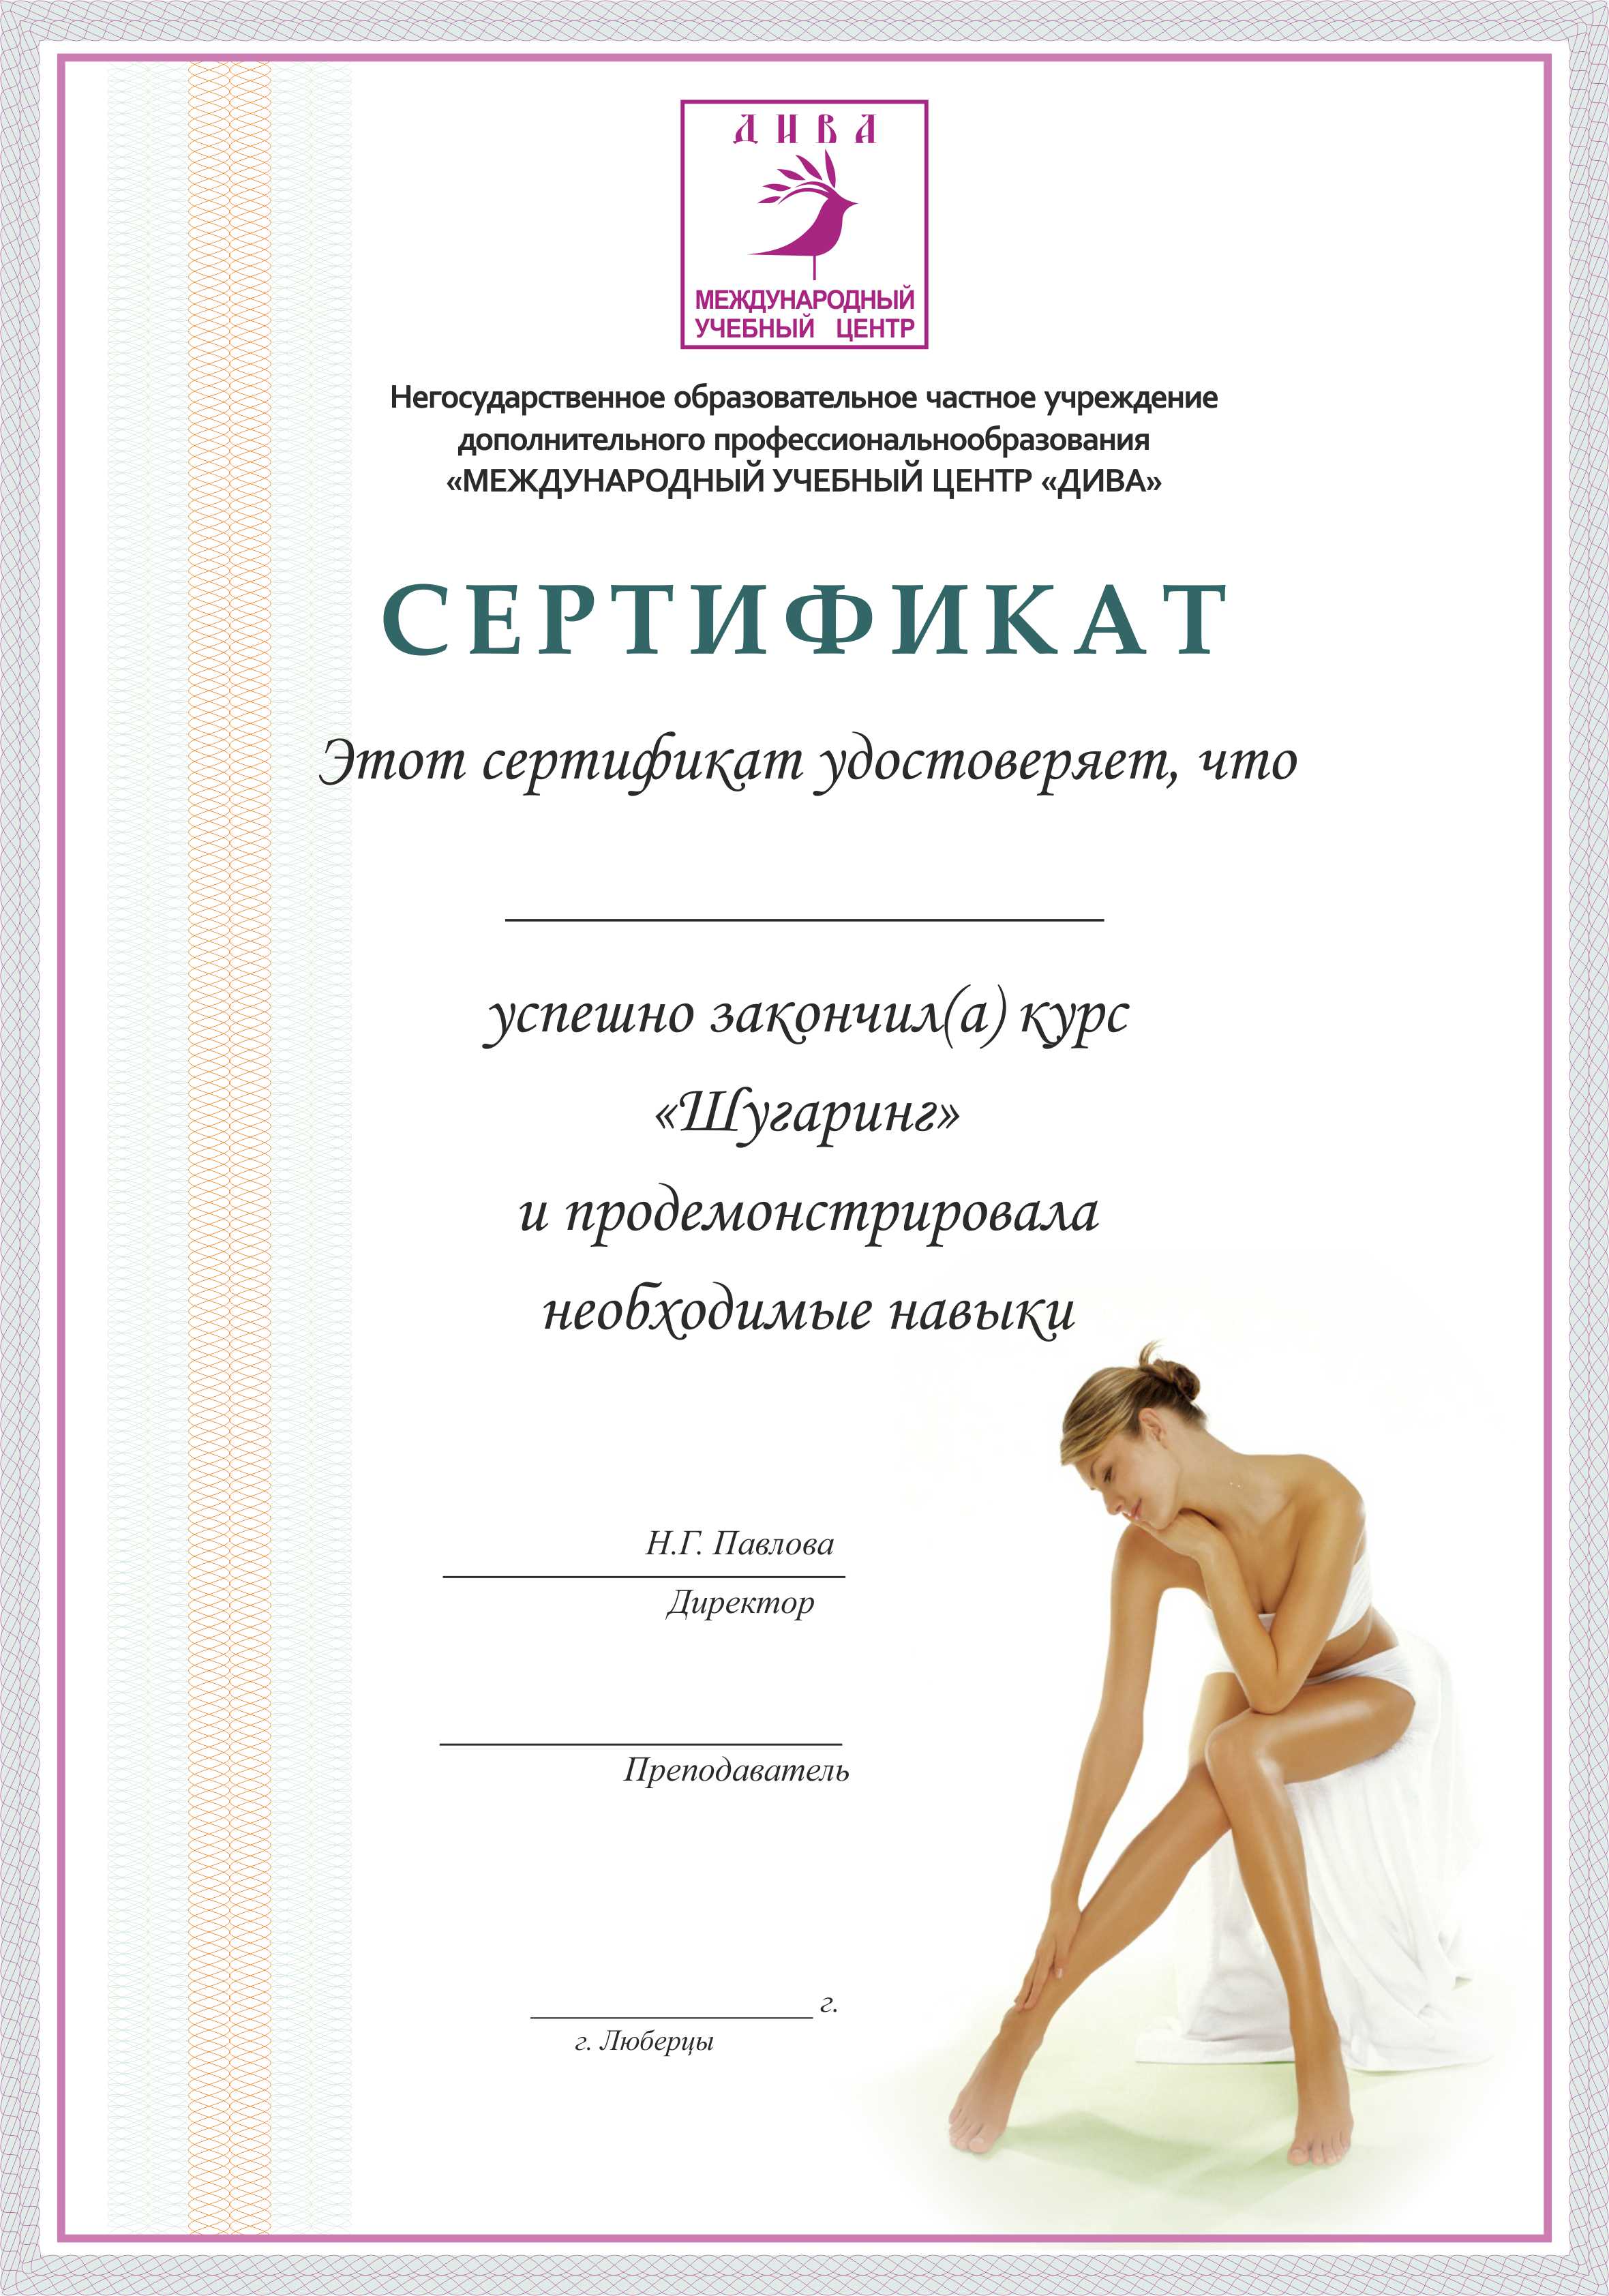 ДИВА
МЕЖДУНАРОДНЫЙ
УЧЕБНЫЙ ЦЕНТР
Негосударственное образовательное частное учреждение
дополнительного профессиональнообразования
«МЕЖДУНАРОДНЫЙ УЧЕБНЫЙ ЦЕНТР «ДИВА»
СЕРТИФИКАТ
Этот сертификат удостоверяет, что
успешно закончил(а) курс
«Шугаринг»
и продемонстрировала
необходимые навыки
Н.Г. Павлова
Директор
Преподаватель
г.
г. Люберцы